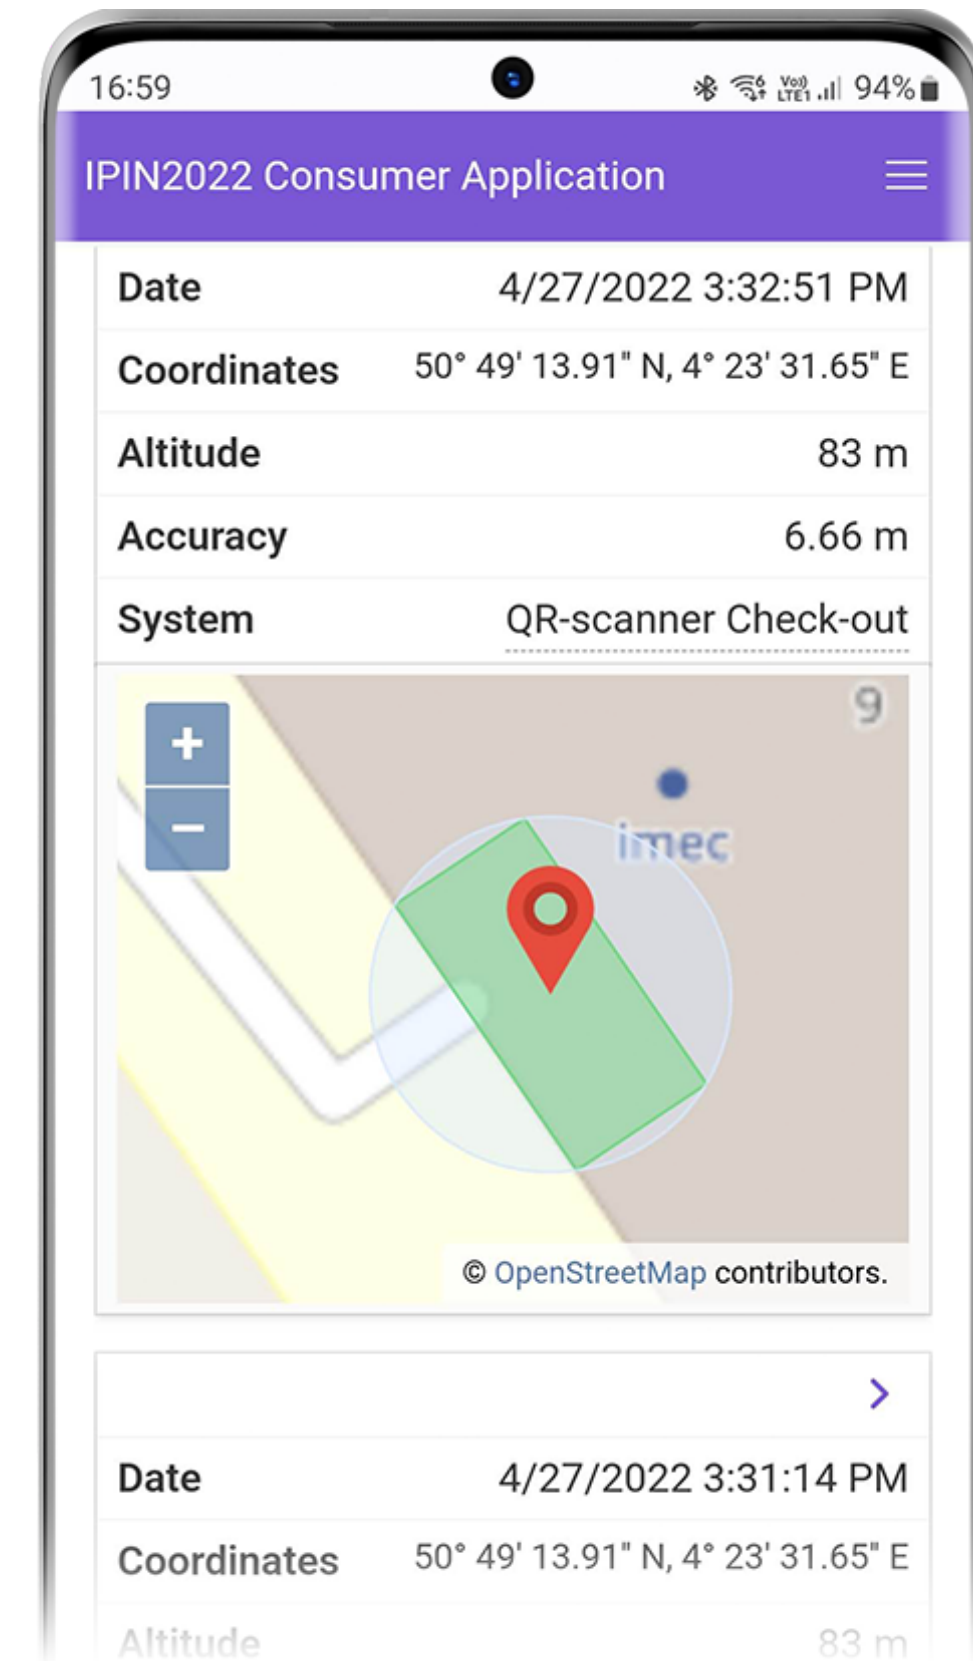 16:59 Vo)) LTE1 94%
IPIN2022 Consumer Application
Date 4/27/2022 3:32:51 PM
Coordinates 50° 49' 13.91" N, 4° 23' 31.65" E
Altitude 83 m
Accuracy 6.66 m
System QR-scanner Check-out
+
9
−
imec
© OpenStreetMap contributors.
Date 4/27/2022 3:31:14 PM
Coordinates 50° 49' 13.91" N, 4° 23' 31.65" E
Altitude 83 m